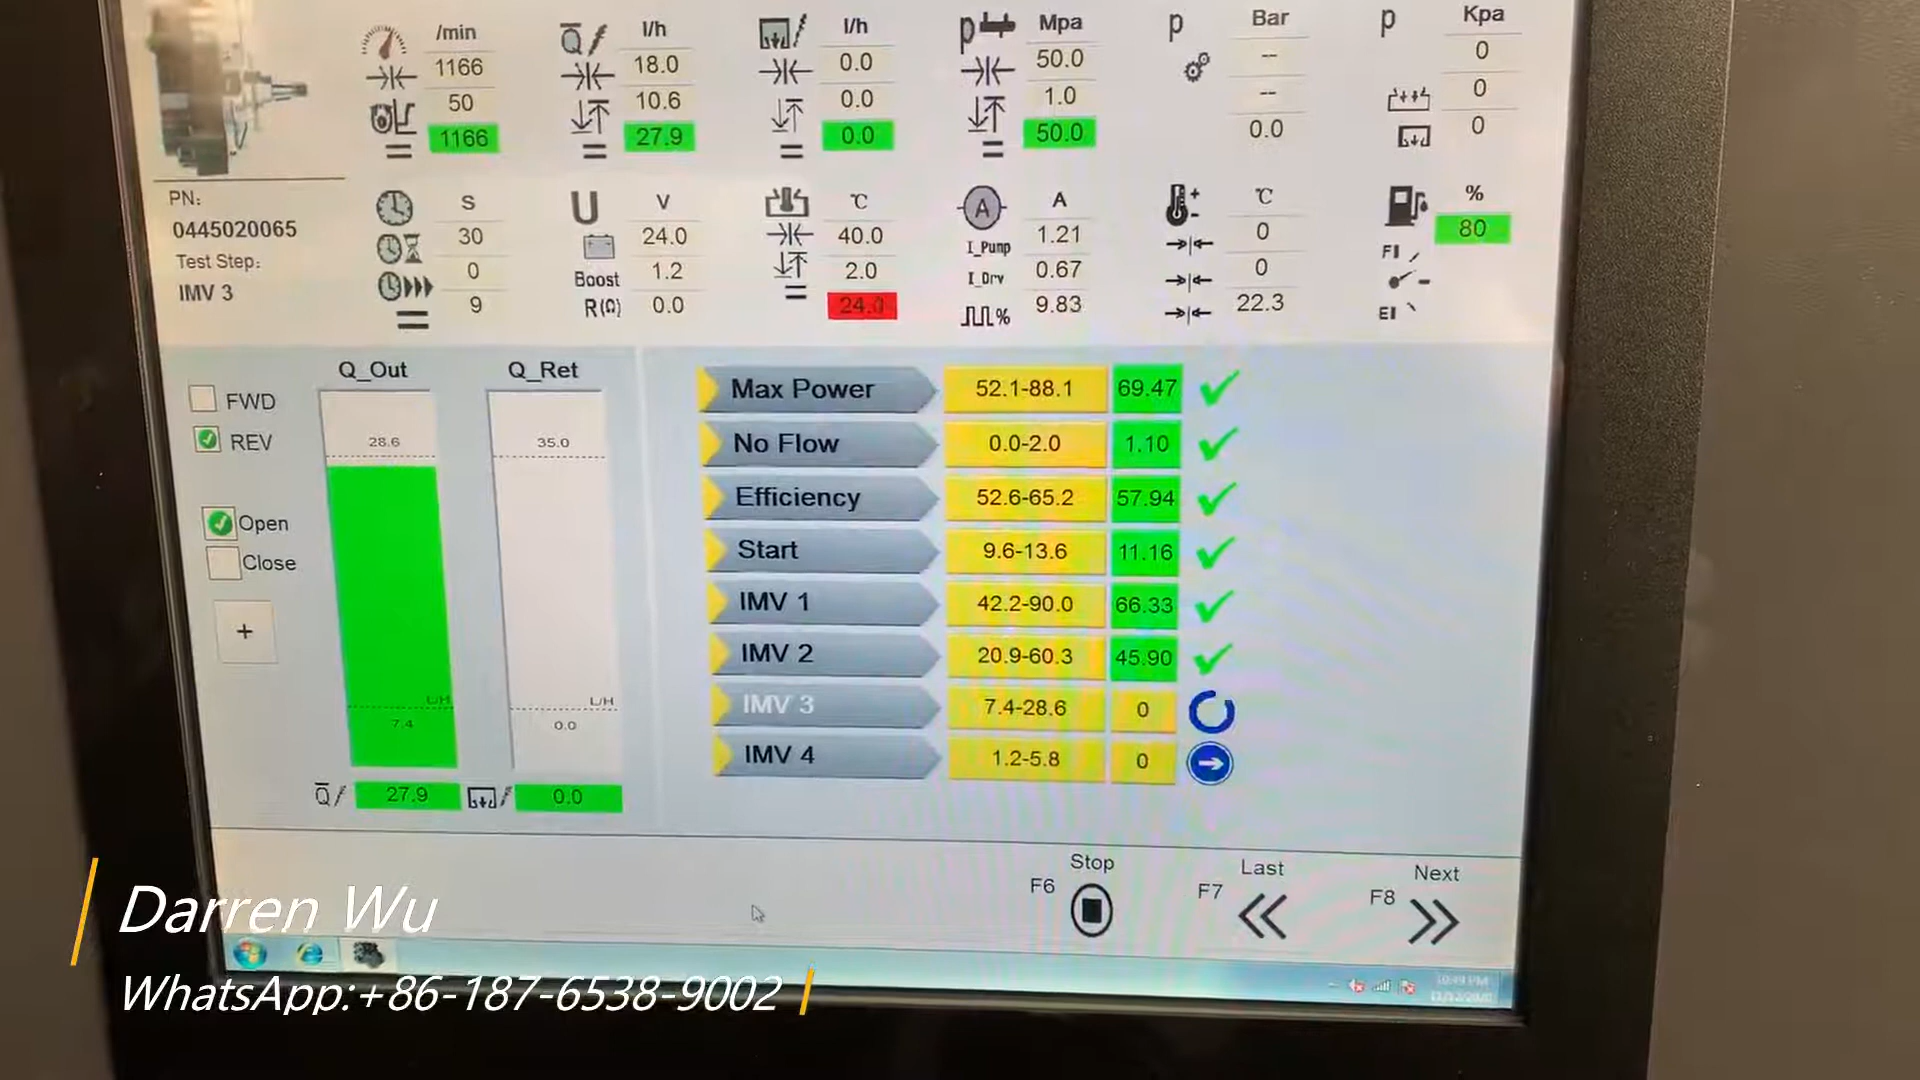 /min
1166
50
1166
l/h
18.0
10.6
27.9
l/h
0.0
0.0
0.0
p
Mpa
50.0
1.0
50.0
p
Bar
--
--
0.0
p
Kpa
0
0
0
PN:
0445020065
Test Step:
IMV 3
S
30
0
9
U
V
24.0
Boost
1.2
R(Ω)
0.0
℃
40.0
2.0
24.0
A
A
I_Pump
1.21
I_Drv
0.67
%
9.83
℃
0
0
22.3
%
80
FWD
REV
Open
Close
+
Q_Out
28.6
L/H
7.4
27.9
Q_Ret
35.0
L/H
0.0
0.0
Max Power 52.1-88.1 69.47
No Flow 0.0-2.0 1.10
Efficiency 52.6-65.2 57.94
Start 9.6-13.6 11.16
IMV 1 42.2-90.0 66.33
IMV 2 20.9-60.3 45.90
IMV 3 7.4-28.6 0
IMV 4 1.2-5.8 0
Stop
F6
Last
F7
Next
F8
Darren Wu
WhatsApp:+86-187-6538-9002